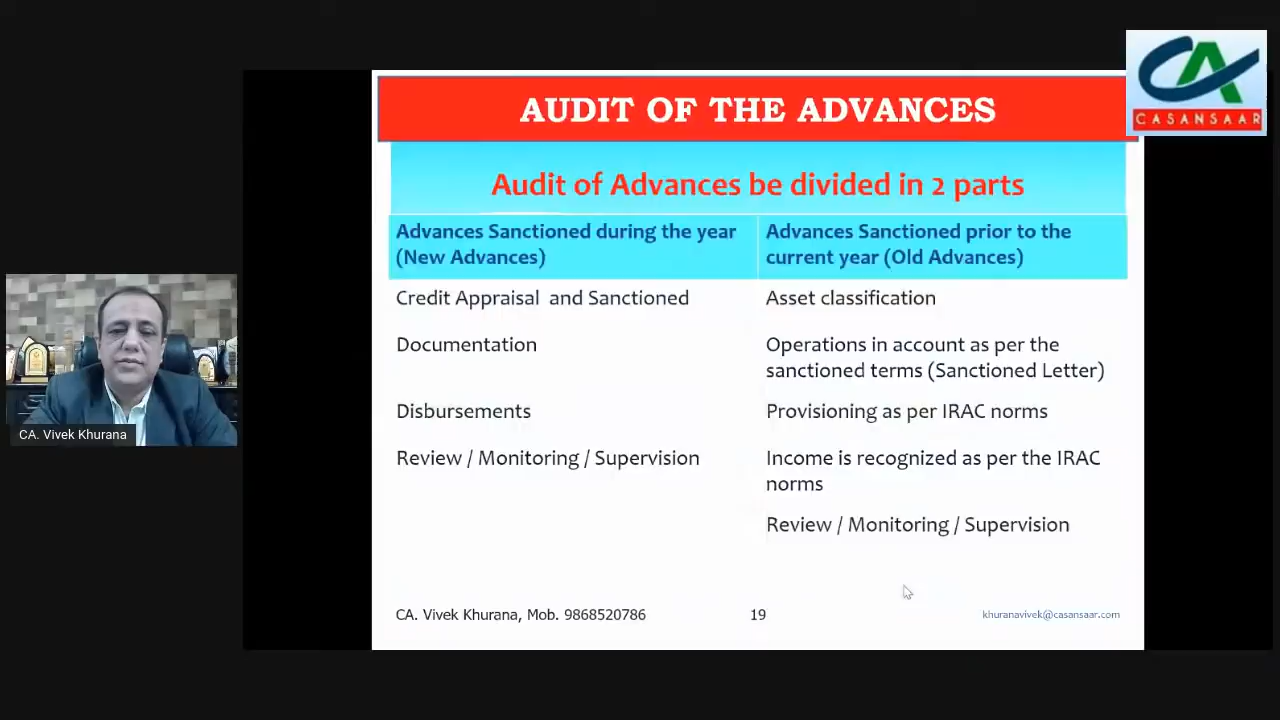 CASANSAAR
AUDIT OF THE ADVANCES
Audit of Advances be divided in 2 parts
Advances Sanctioned during the year
(New Advances)
Advances Sanctioned prior to the
current year (Old Advances)
Credit Appraisal and Sanctioned
Asset classification
Documentation
Operations in account as per the
sanctioned terms (Sanctioned Letter)
Disbursements
Provisioning as per IRAC norms
Review / Monitoring / Supervision
Income is recognized as per the IRAC
norms
Review / Monitoring / Supervision
CA. Vivek Khurana
CA. Vivek Khurana, Mob. 9868520786
19
khuranavivek@casansaar.com